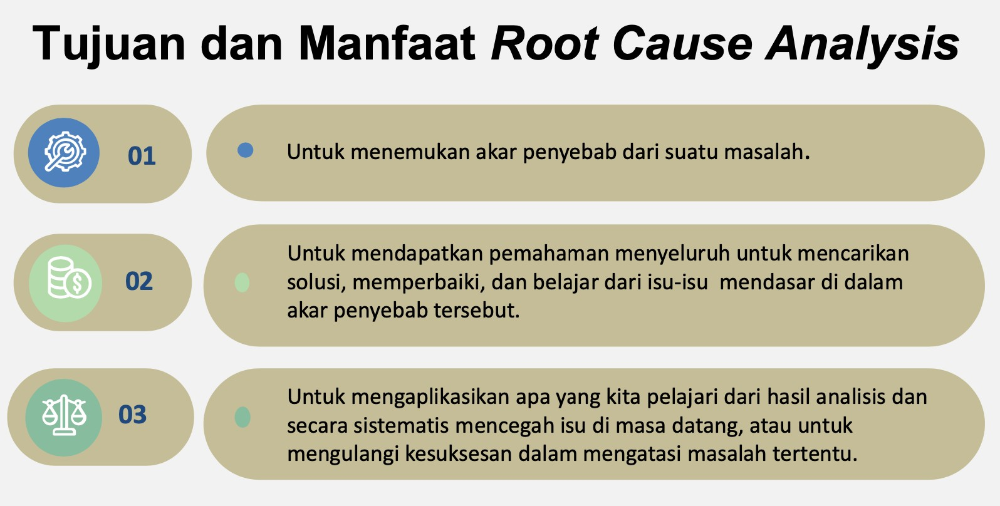 Tujuan dan Manfaat Root Cause Analysis
01
Untuk menemukan akar penyebab dari suatu masalah.
02
Untuk mendapatkan pemahaman menyeluruh untuk mencarikan
solusi, memperbaiki, dan belajar dari isu-isu  mendasar di dalam
akar penyebab tersebut.
03
Untuk mengaplikasikan apa yang kita pelajari dari hasil analisis dan
secara sistematis mencegah isu di masa datang, atau untuk
mengulangi kesuksesan dalam mengatasi masalah tertentu.